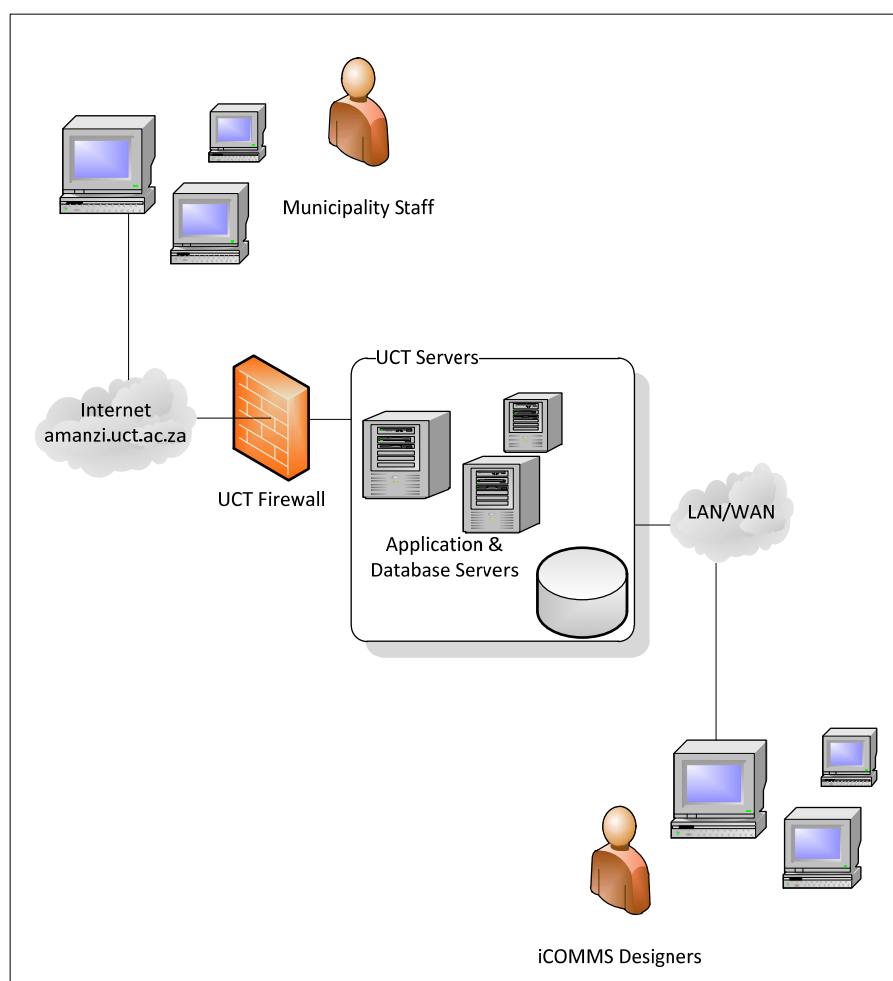 Municipality Staff
Internet
amanzi.uct.ac.za
UCT Firewall
UCT Servers
Application &
Database Servers
LAN/WAN
iCOMMS Designers